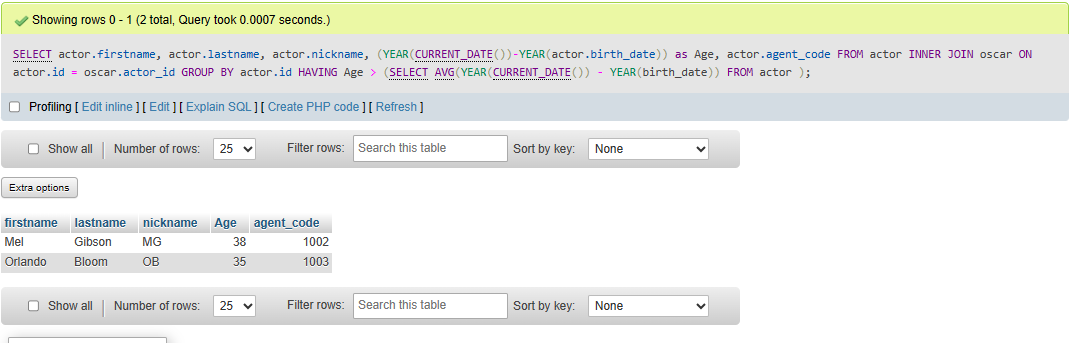 Showing rows 0 - 1 (2 total, Query took 0.0007 seconds.)
SELECT actor.firstname, actor.lastname, actor.nickname, (YEAR(CURRENT_DATE())-YEAR(actor.birth_date)) as Age, actor.agent_code FROM actor INNER JOIN oscar ON
actor.id = oscar.actor_id GROUP BY actor.id HAVING Age > (SELECT AVG(YEAR(CURRENT_DATE()) - YEAR(birth_date)) FROM actor );
Profiling [ Edit inline ] [ Edit ] [ Explain SQL ] [ Create PHP code ] [ Refresh ]
Show all Number of rows: 25 Filter rows: Search this table Sort by key: None
Extra options
firstname lastname nickname Age agent_code
Mel Gibson MG 38 1002
Orlando Bloom OB 35 1003
Show all Number of rows: 25 Filter rows: Search this table Sort by key: None